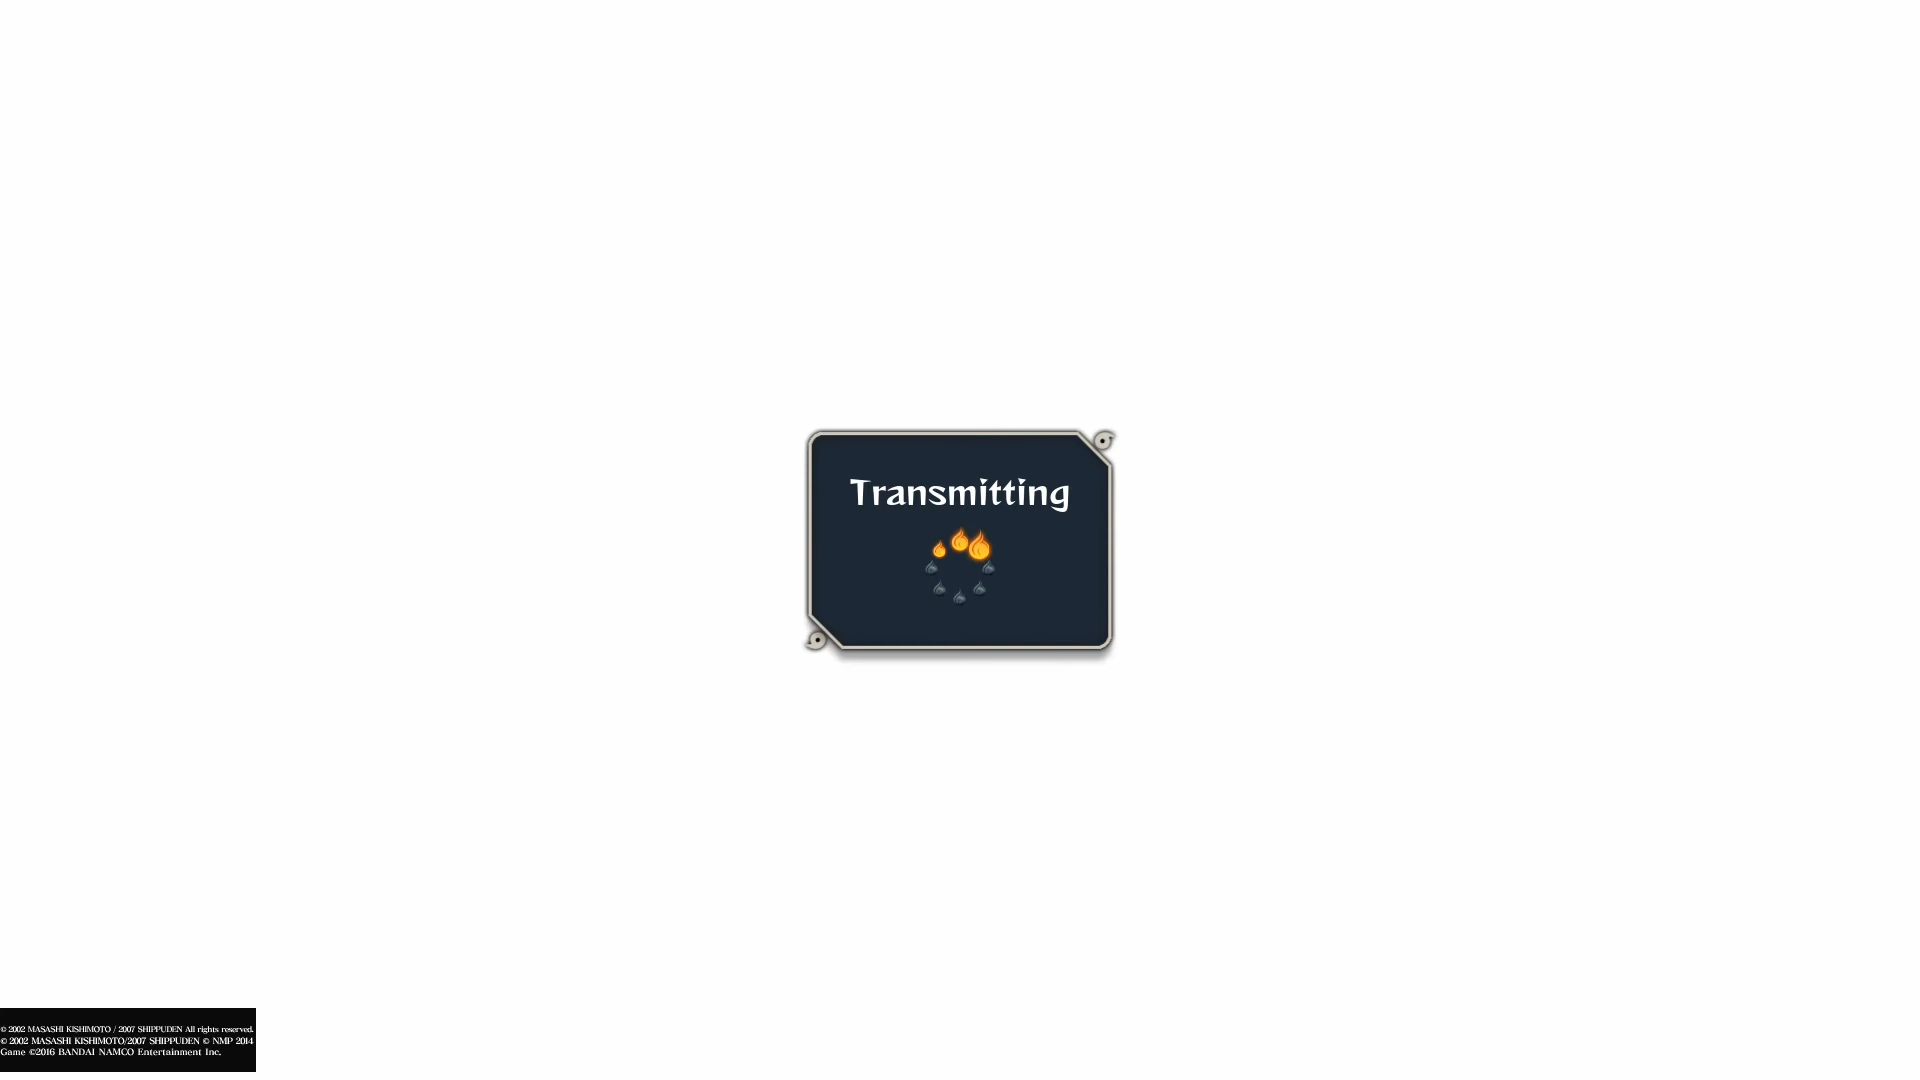 Transmitting
© 2002 MASASHI KISHIMOTO / 2007 SHIPPUDEN All rights reserved.
© 2002 MASASHI KISHIMOTO/2007 SHIPPUDEN © NMP 2014
Game ©2016 BANDAI NAMCO Entertainment Inc.